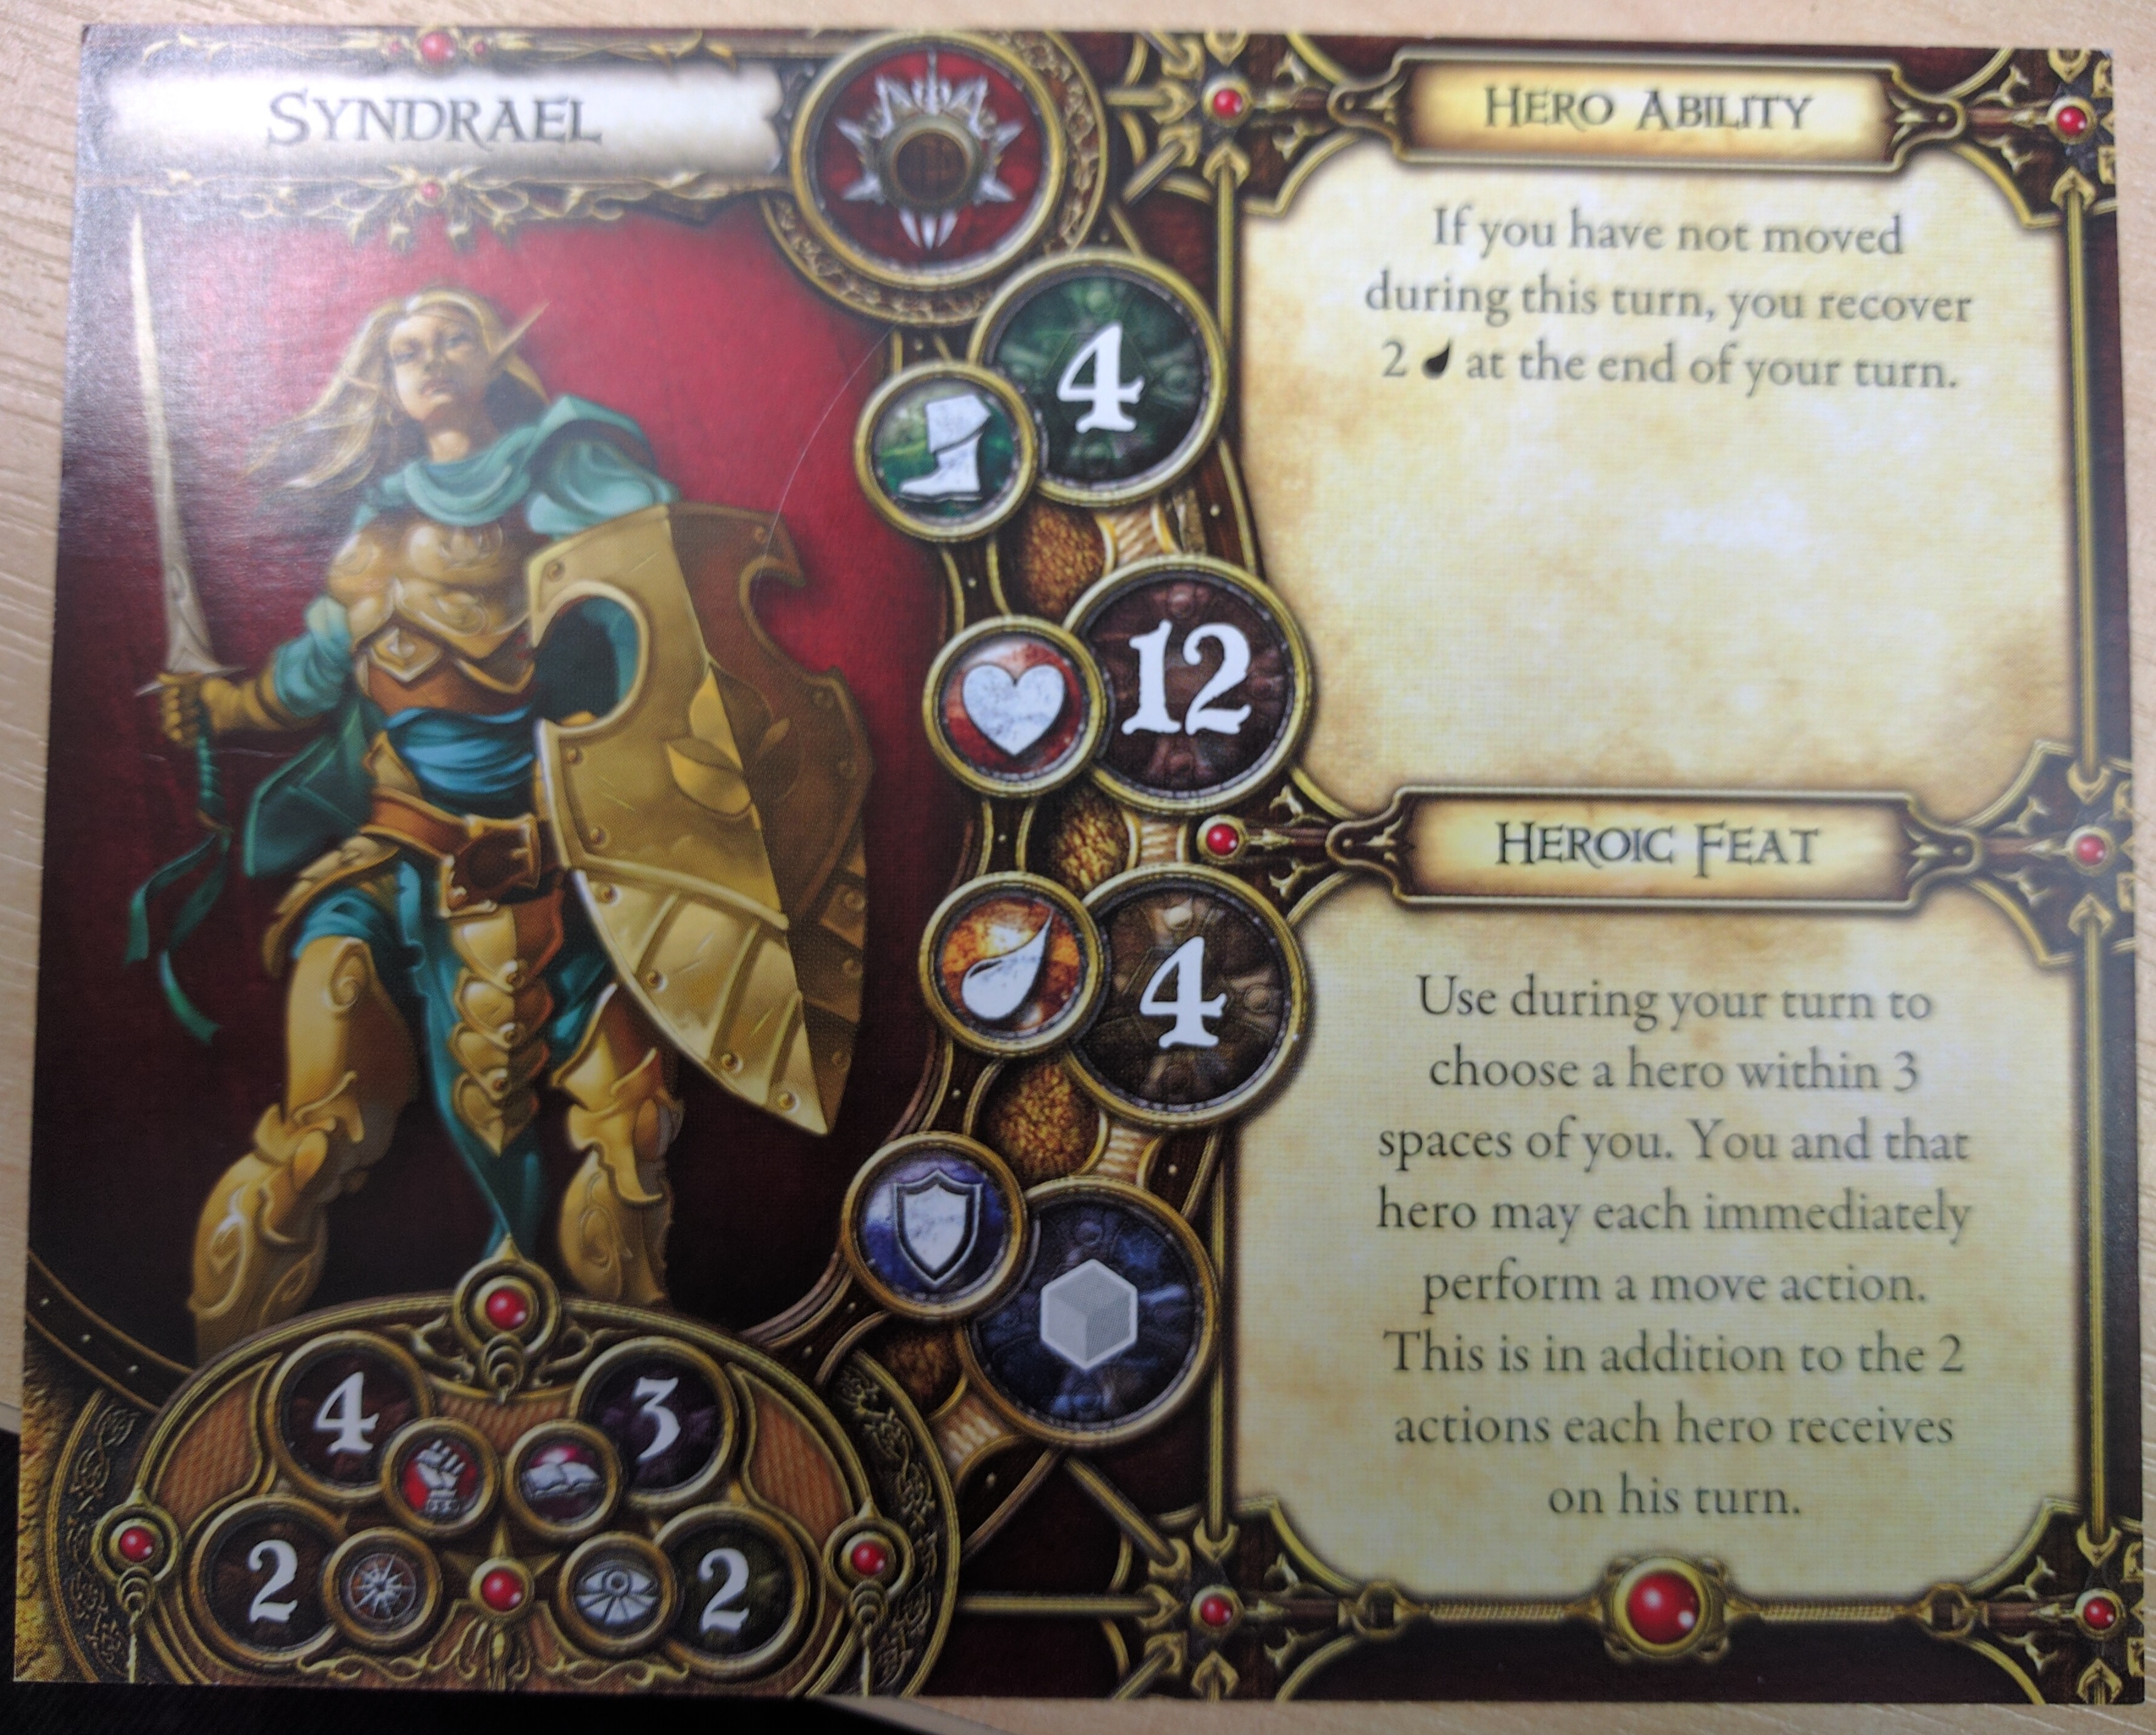 SYNDRAEL
4
12
4
4
3
2
2
HERO ABILITY
If you have not moved
during this turn, you recover
2 at the end of your turn.
HEROIC FEAT
Use during your turn to
choose a hero within 3
spaces of you. You and that
hero may each immediately
perform a move action.
This is in addition to the 2
actions each hero receives
on his turn.